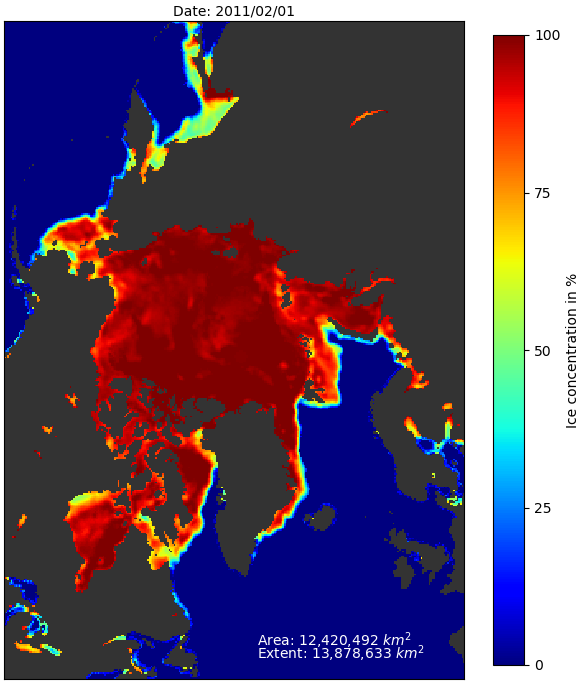 Date: 2011/02/01
100
75
50
25
0
Ice concentration in %
Area: 12,420,492 km²
Extent: 13,878,633 km²